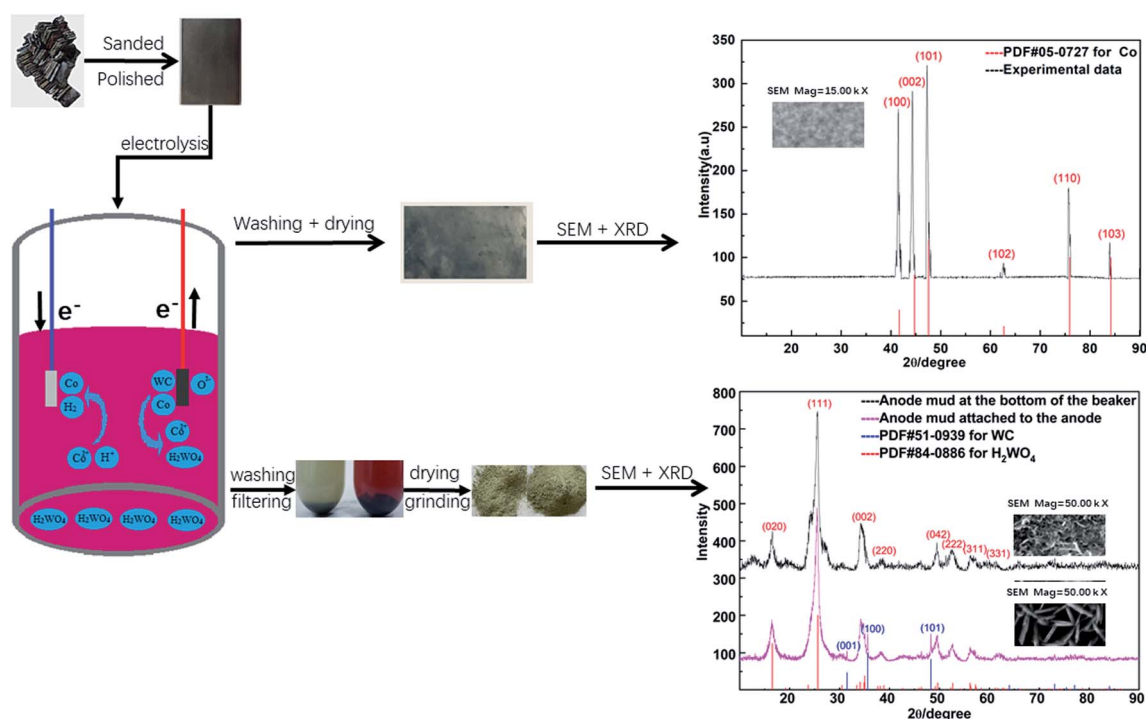 Sanded
Polished
electrolysis
Washing + drying
SEM + XRD
e-
e-
Co
H2
WC
Co
O2-
Cδ+
H+
Cδ+
H2WO4
H2WO4
H2WO4
H2WO4
H2WO4
washing
filtering
drying
grinding
SEM + XRD
PDF#05-0727 for Co
Experimental data
SEM Mag=15.00 k X
(100)
(002)
(101)
(102)
(110)
(103)
Intensity(a.u)
350
300
250
200
150
100
50
10 20 30 40 50 60 70 80 90
2θ/degree
Anode mud at the bottom of the beaker
Anode mud attached to the anode
PDF#51-0939 for WC
PDF#84-0886 for H2WO4
(111)
(020)
(002)
(220)
(042)
(222)
(311)
(331)
SEM Mag=50.00 k X
SEM Mag=50.00 k X
(001)
(100)
(101)
Intensity
800
700
600
500
400
300
200
100
10 20 30 40 50 60 70 80 90
2θ/degree